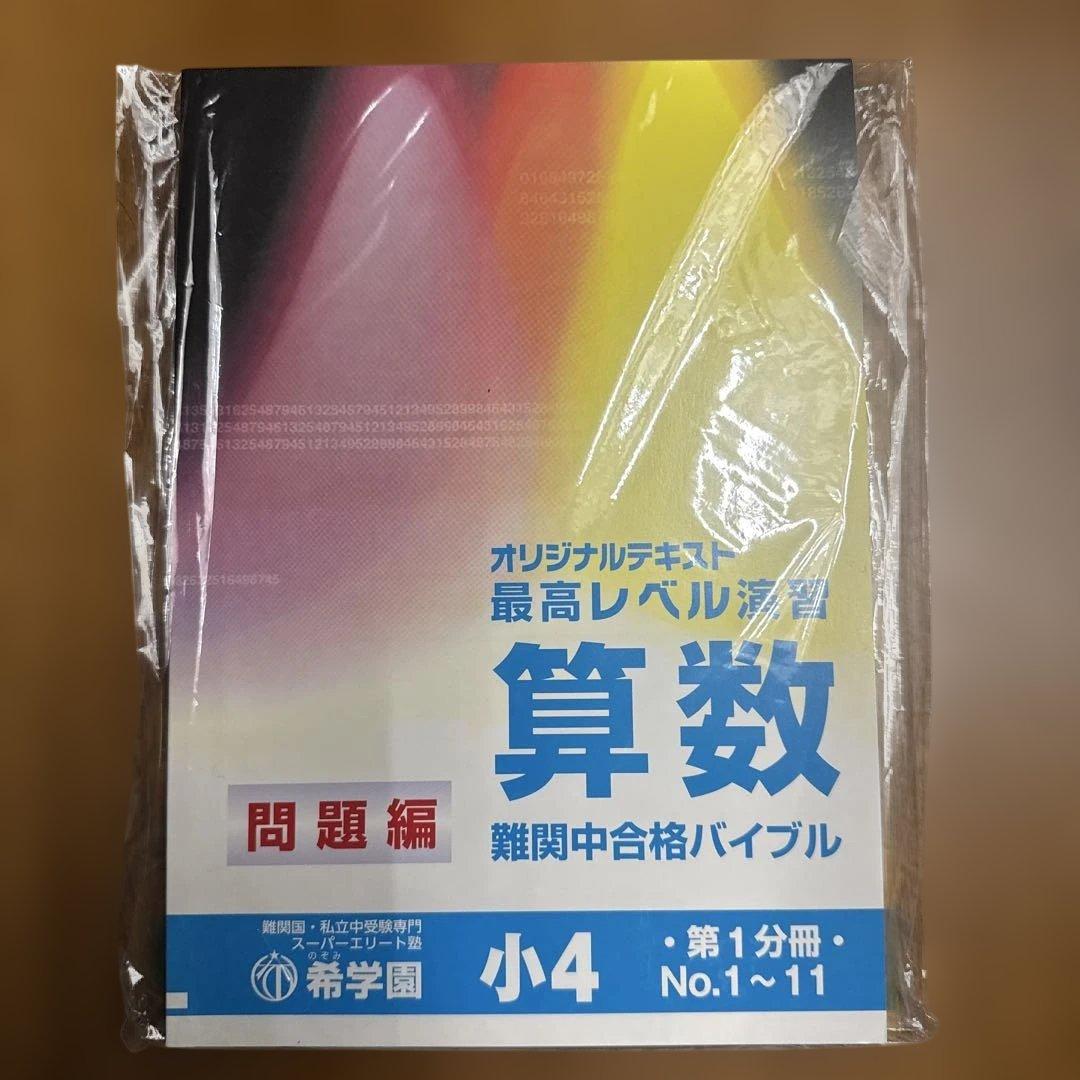 オリジナルテキスト
最高レベル演習
算数
難関中合格バイブル
問題編
難関国・私立中受験専門
スーパーエリート塾
のぞみ
希学園
小4
・第1分冊・
No.1〜11